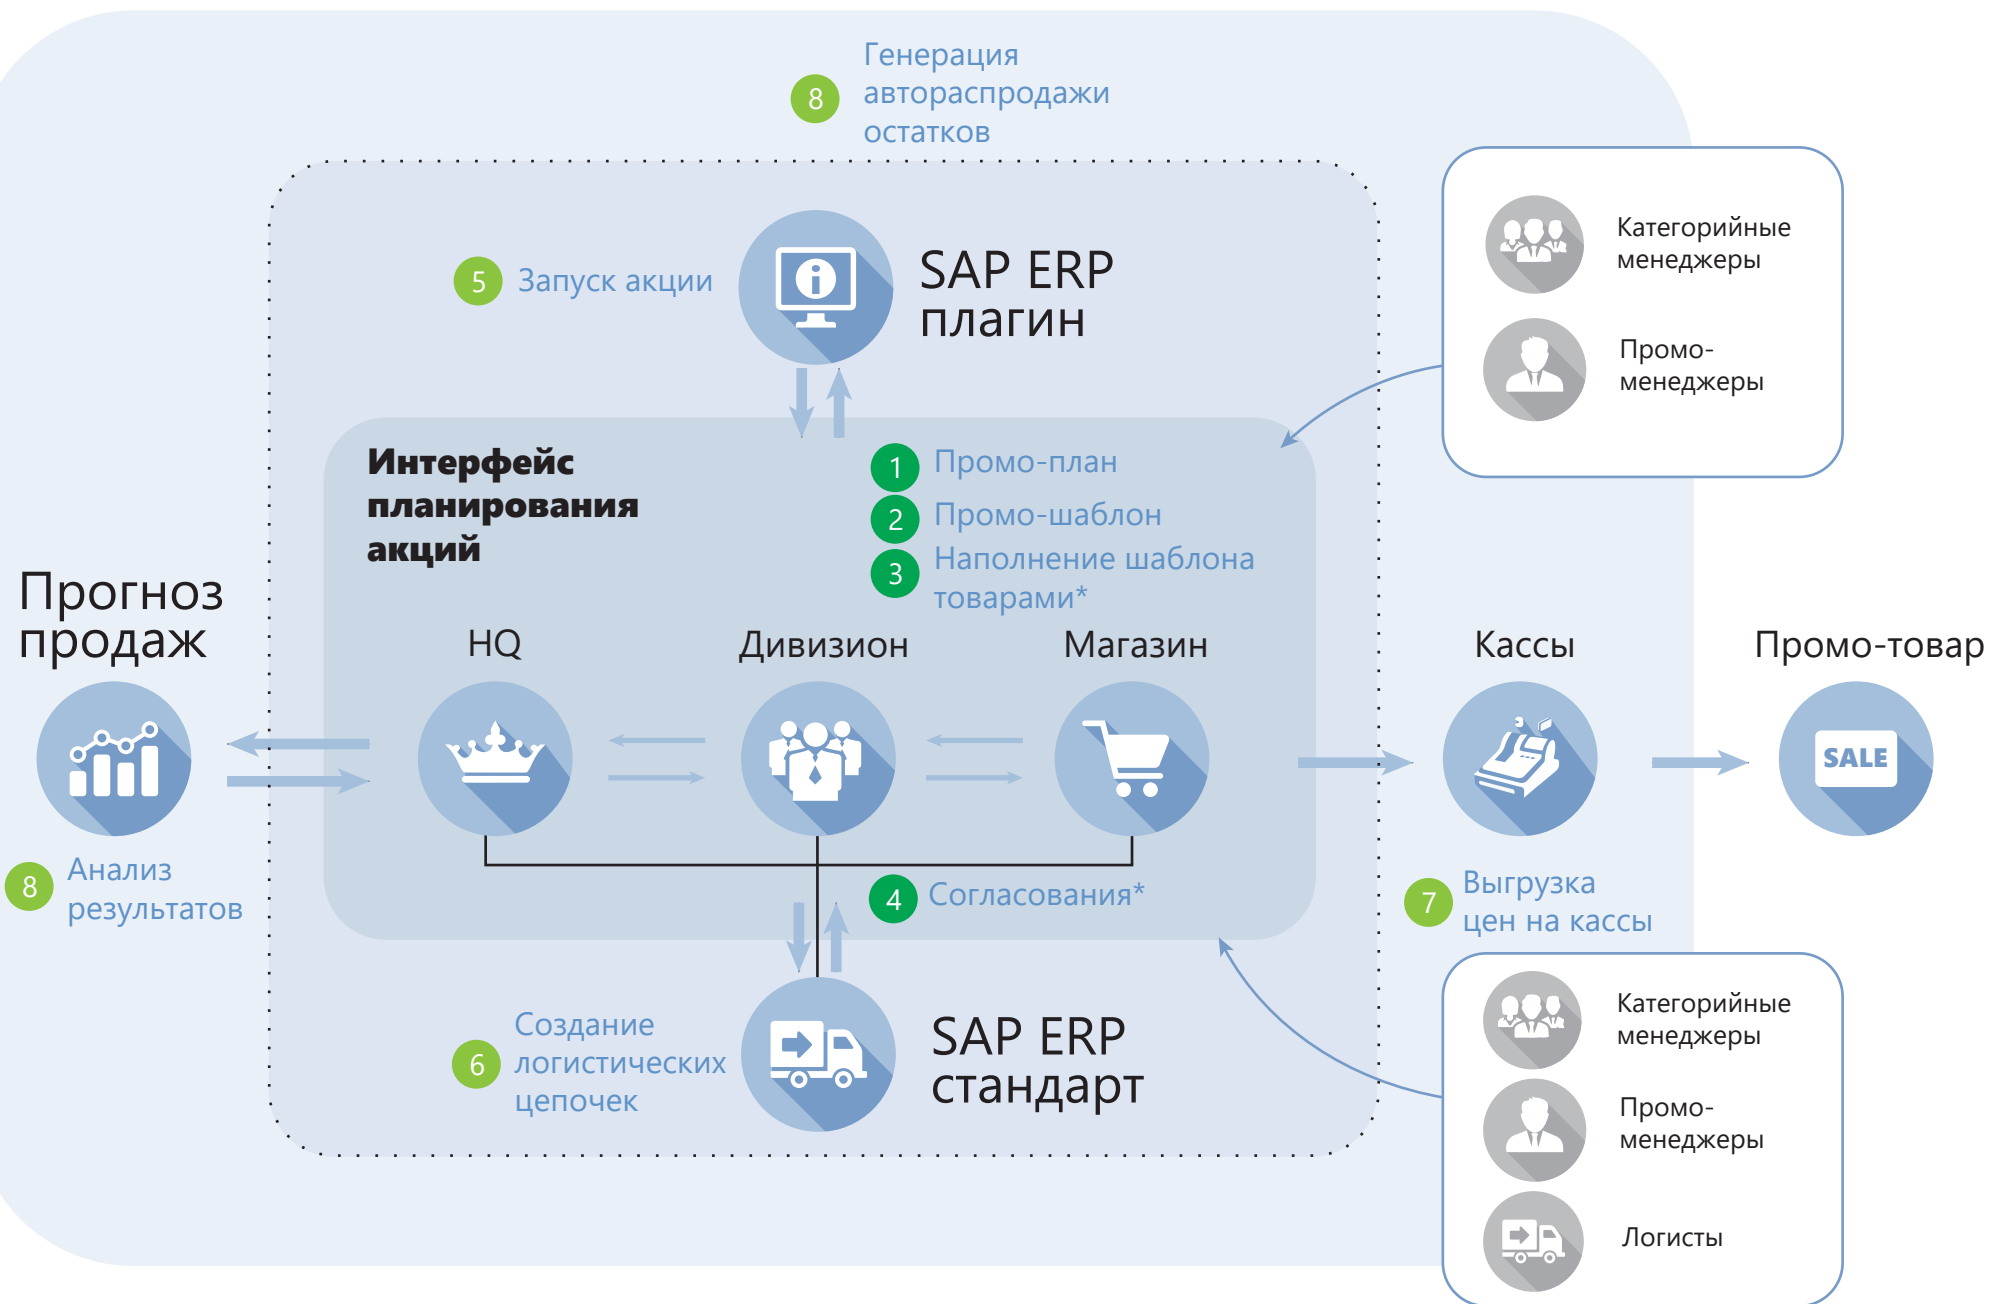 8
Генерация
автораспродажи
остатков
5
Запуск акции
SAP ERP
плагин
Категорийные
менеджеры
Промо-
менеджеры
Интерфейс
планирования
акций
1
Промо-план
2
Промо-шаблон
3
Наполнение шаблона
товарами*
Прогноз
продаж
HQ
Дивизион
Магазин
Кассы
Промо-товар
SALE
8
Анализ
результатов
4
Согласования*
7
Выгрузка
цен на кассы
6
Создание
логистических
цепочек
SAP ERP
стандарт
Категорийные
менеджеры
Промо-
менеджеры
Логисты